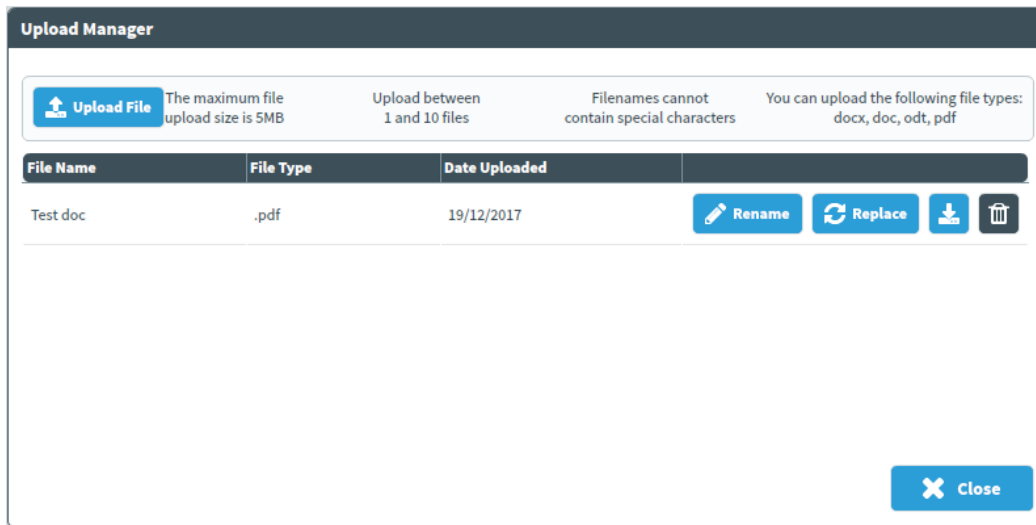 Upload Manager
Upload File
The maximum file
upload size is 5MB
Upload between
1 and 10 files
Filenames cannot
contain special characters
You can upload the following file types:
docx, doc, odt, pdf
File Name File Type Date Uploaded
Test doc .pdf 19/12/2017 Rename Replace
Close